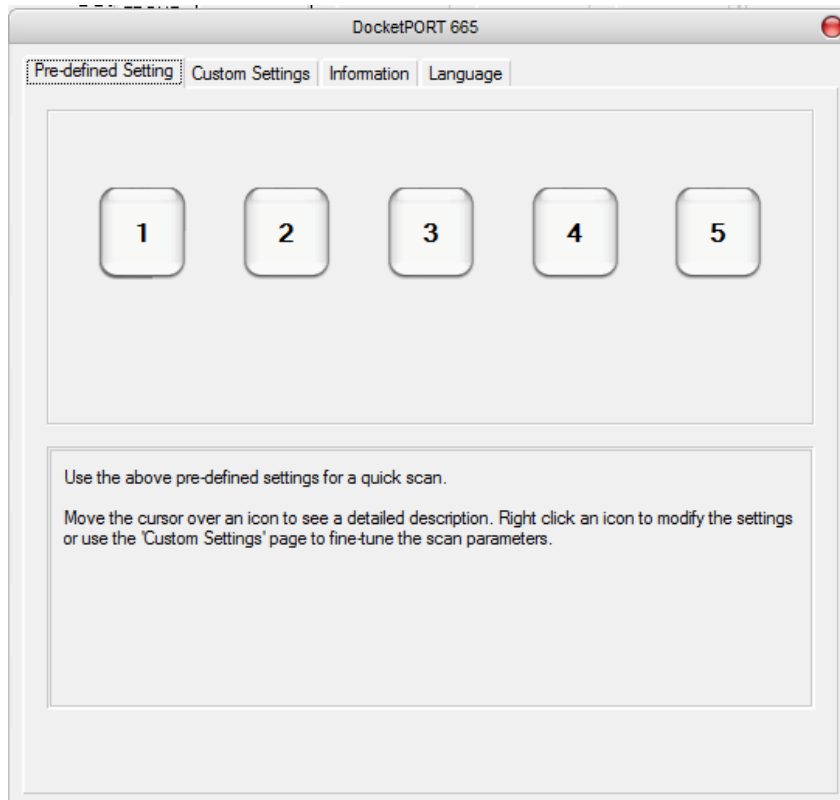 DocketPORT 665
Pre-defined Setting Custom Settings Information Language
1 2 3 4 5
Use the above pre-defined settings for a quick scan.
Move the cursor over an icon to see a detailed description. Right click an icon to modify the settings
or use the 'Custom Settings' page to fine-tune the scan parameters.